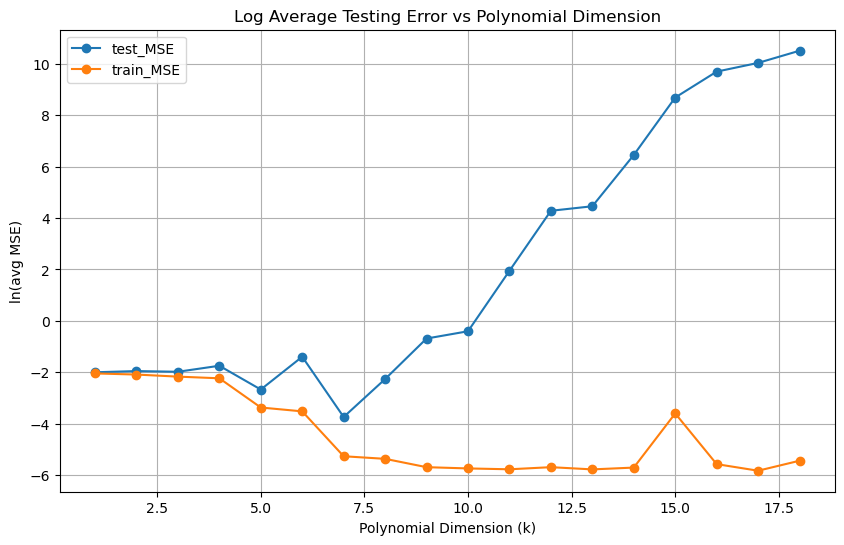 Log Average Testing Error vs Polynomial Dimension
test_MSE
train_MSE
ln(avg MSE)
10
8
6
4
2
0
−2
−4
−6
2.5 5.0 7.5 10.0 12.5 15.0 17.5
Polynomial Dimension (k)